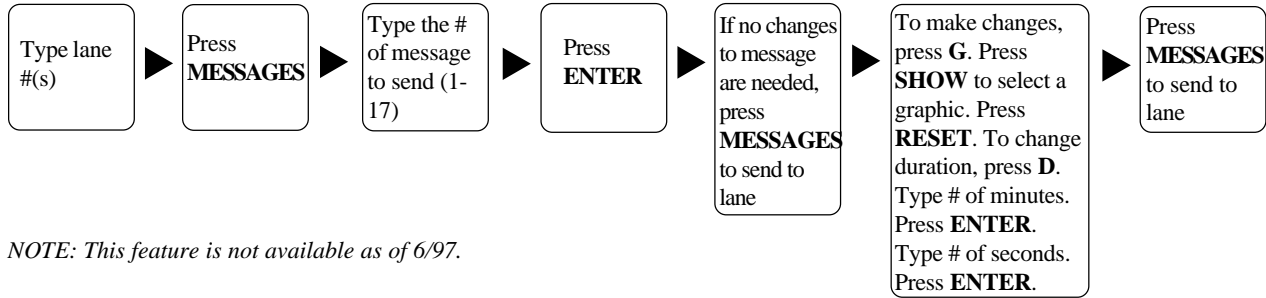 Type lane
#(s)
Press
MESSAGES
Type the #
of message
to send (1-
17)
Press
ENTER
If no changes
to message
are needed,
press
MESSAGES
to send to
lane
To make changes,
press G. Press
SHOW to select a
graphic. Press
RESET. To change
duration, press D.
Type # of minutes.
Press ENTER.
Type # of seconds.
Press ENTER.
Press
MESSAGES
to send to
lane
NOTE: This feature is not available as of 6/97.